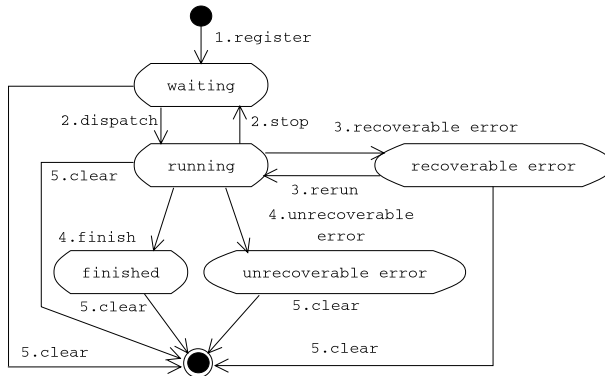 1.register
waiting
2.dispatch
2.stop
3.recoverable error
5.clear
running
recoverable error
3.rerun
4.unrecoverable
error
4.finish
finished
unrecoverable error
5.clear
5.clear
5.clear
5.clear